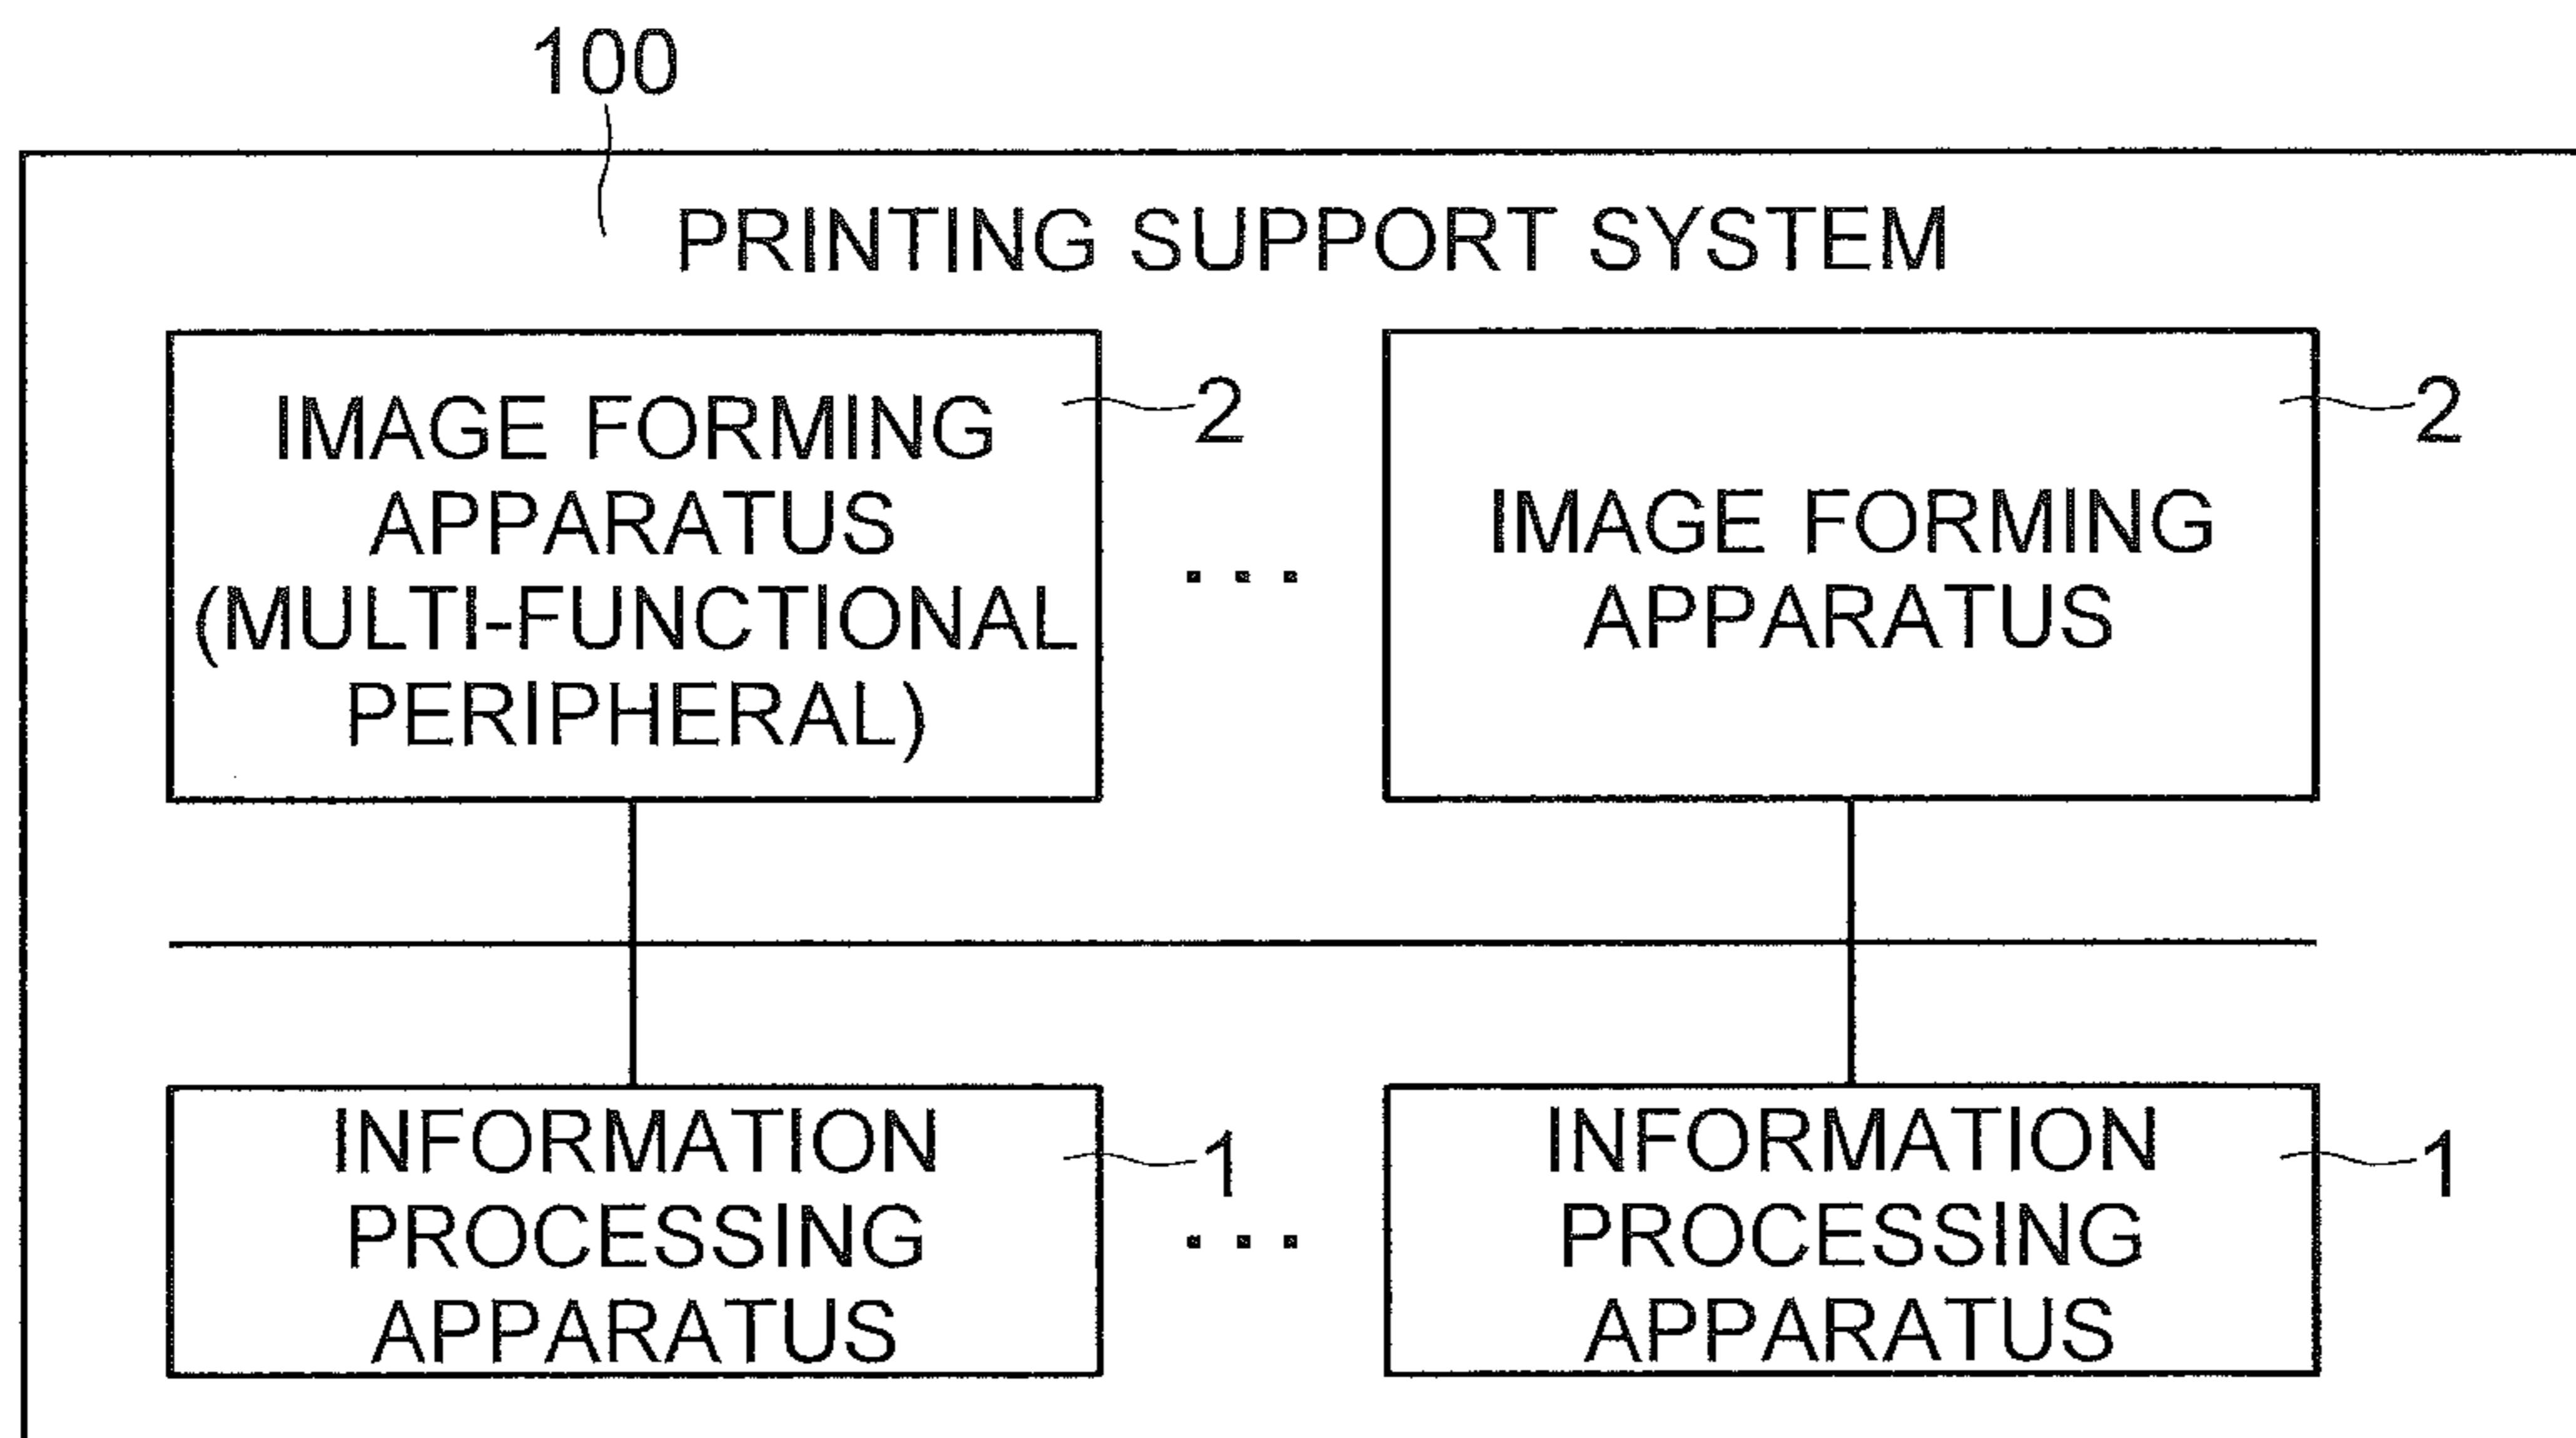 100
PRINTING SUPPORT SYSTEM
IMAGE FORMING
APPARATUS
(MULTI-FUNCTIONAL
PERIPHERAL)
2
...
IMAGE FORMING
APPARATUS
2
INFORMATION
PROCESSING
APPARATUS
1
...
INFORMATION
PROCESSING
APPARATUS
1